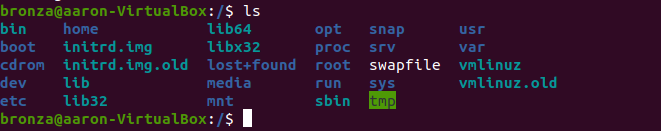 bronza@aaron-VirtualBox:/$ ls
bin    home            lib64       opt   snap      usr
boot   initrd.img      libx32      proc  srv       var
cdrom  initrd.img.old  lost+found  root  swapfile  vmlinuz
dev    lib             media       run   sys       vmlinuz.old
etc    lib32           mnt         sbin  tmp
bronza@aaron-VirtualBox:/$